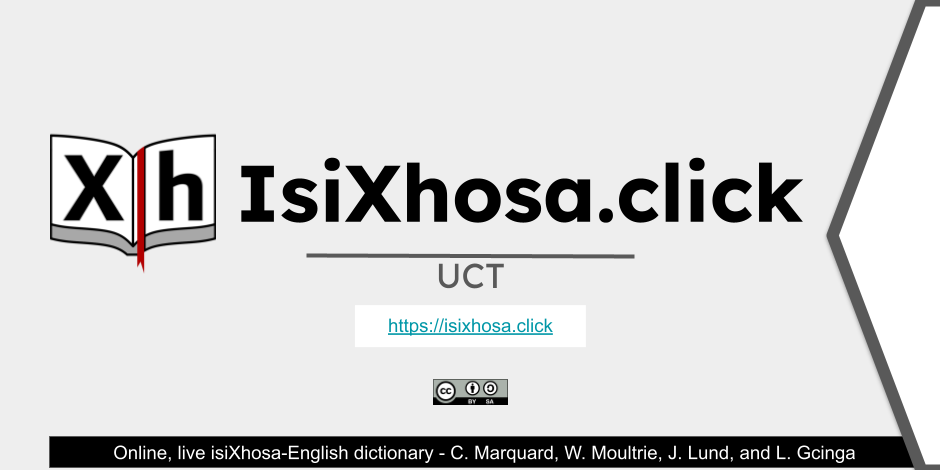 Xh
IsiXhosa.click
UCT
https://isixhosa.click
cc
BY SA
Online, live isiXhosa-English dictionary - C. Marquard, W. Moultrie, J. Lund, and L. Gcinga